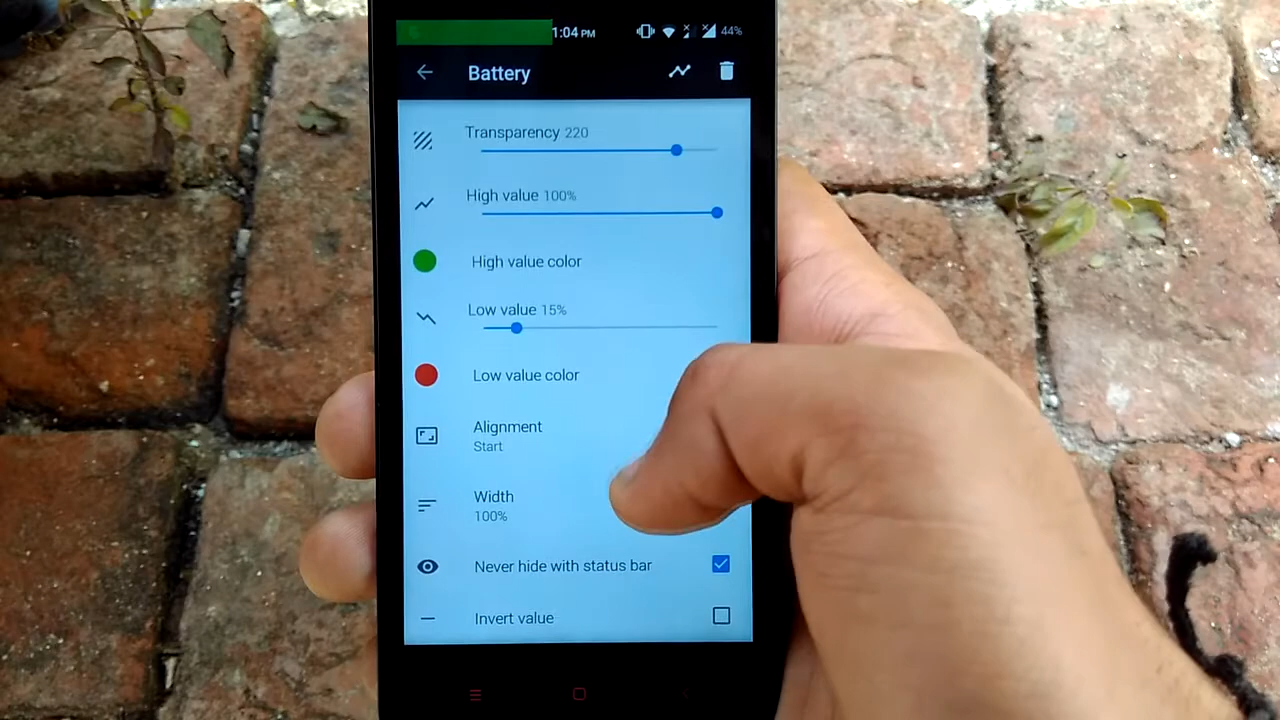 1:04 PM 44%
Battery
Transparency 220
High value 100%
High value color
Low value 15%
Low value color
Alignment
Start
Width
100%
Never hide with status bar
Invert value